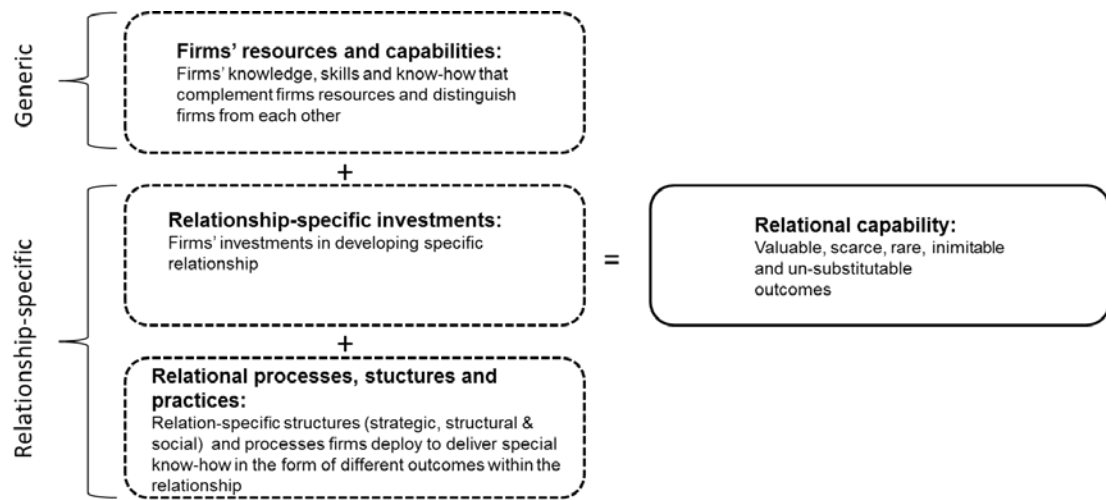 Generic
Firms' resources and capabilities:
Firms' knowledge, skills and know-how that
complement firms resources and distinguish
firms from each other
+
Relationship-specific
Relationship-specific investments:
Firms' investments in developing specific
relationship
+
Relational processes, stuctures and
practices:
Relation-specific structures (strategic, structural &
social) and processes firms deploy to deliver special
know-how in the form of different outcomes within the
relationship
=
Relational capability:
Valuable, scarce, rare, inimitable
and un-substitutable
outcomes